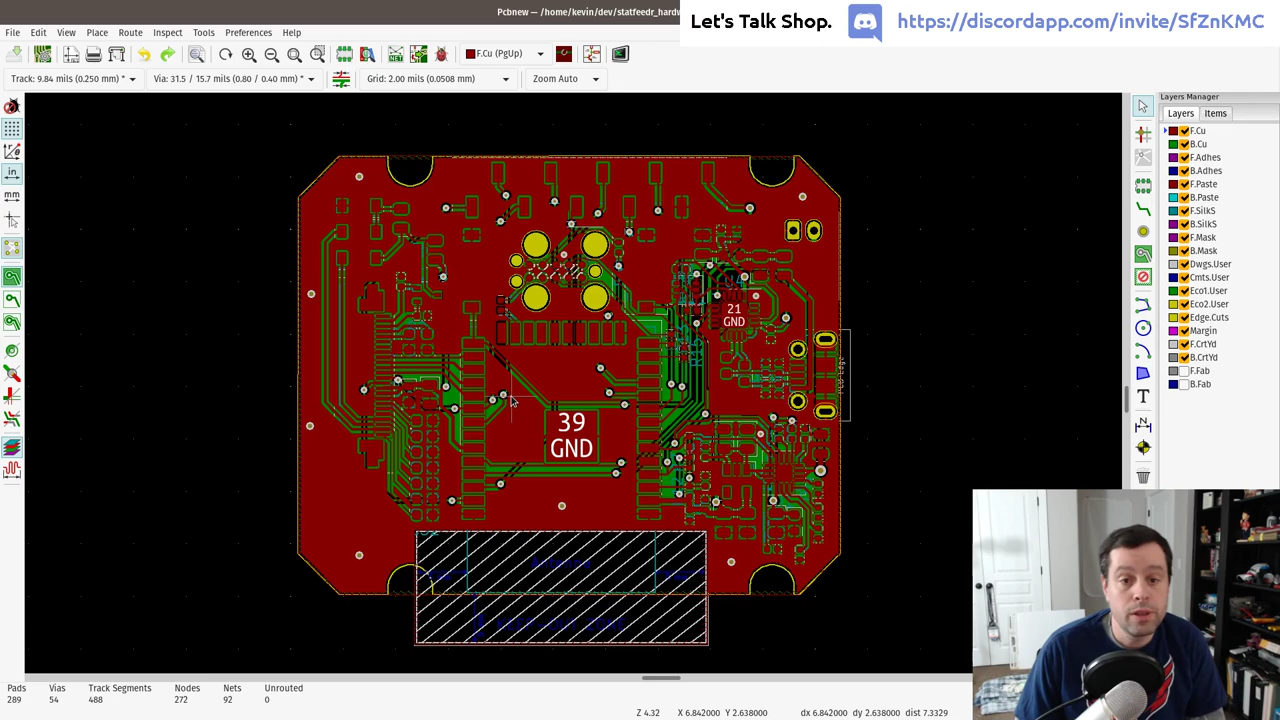 Pcbnew — /home/kevin/dev/statfeedr_hardw
Let's Talk Shop.
https://discordapp.com/invite/SfZnKMC
File Edit View Place Route Inspect Tools Preferences Help
F.Cu (PgUp)
Track: 9.84 mils (0.250 mm) *
Via: 31.5 / 15.7 mils (0.80 / 0.40 mm) *
Grid: 2.00 mils (0.0508 mm)
Zoom Auto
in
mm
Layers Manager
Layers Items
F.Cu
B.Cu
F.Adhes
B.Adhes
F.Paste
B.Paste
F.SilkS
B.SilkS
F.Mask
B.Mask
Dwgs.User
Cmts.User
Eco1.User
Eco2.User
Edge.Cuts
Margin
F.CrtYd
B.CrtYd
F.Fab
B.Fab
21
GND
39
GND
Antenna
Pads Vias Track Segments Nodes Nets Unrouted
289 54 488 272 92 0
Z 4.32 X 6.842000 Y 2.638000 dx 6.842000 dy 2.638000 dist 7.3329